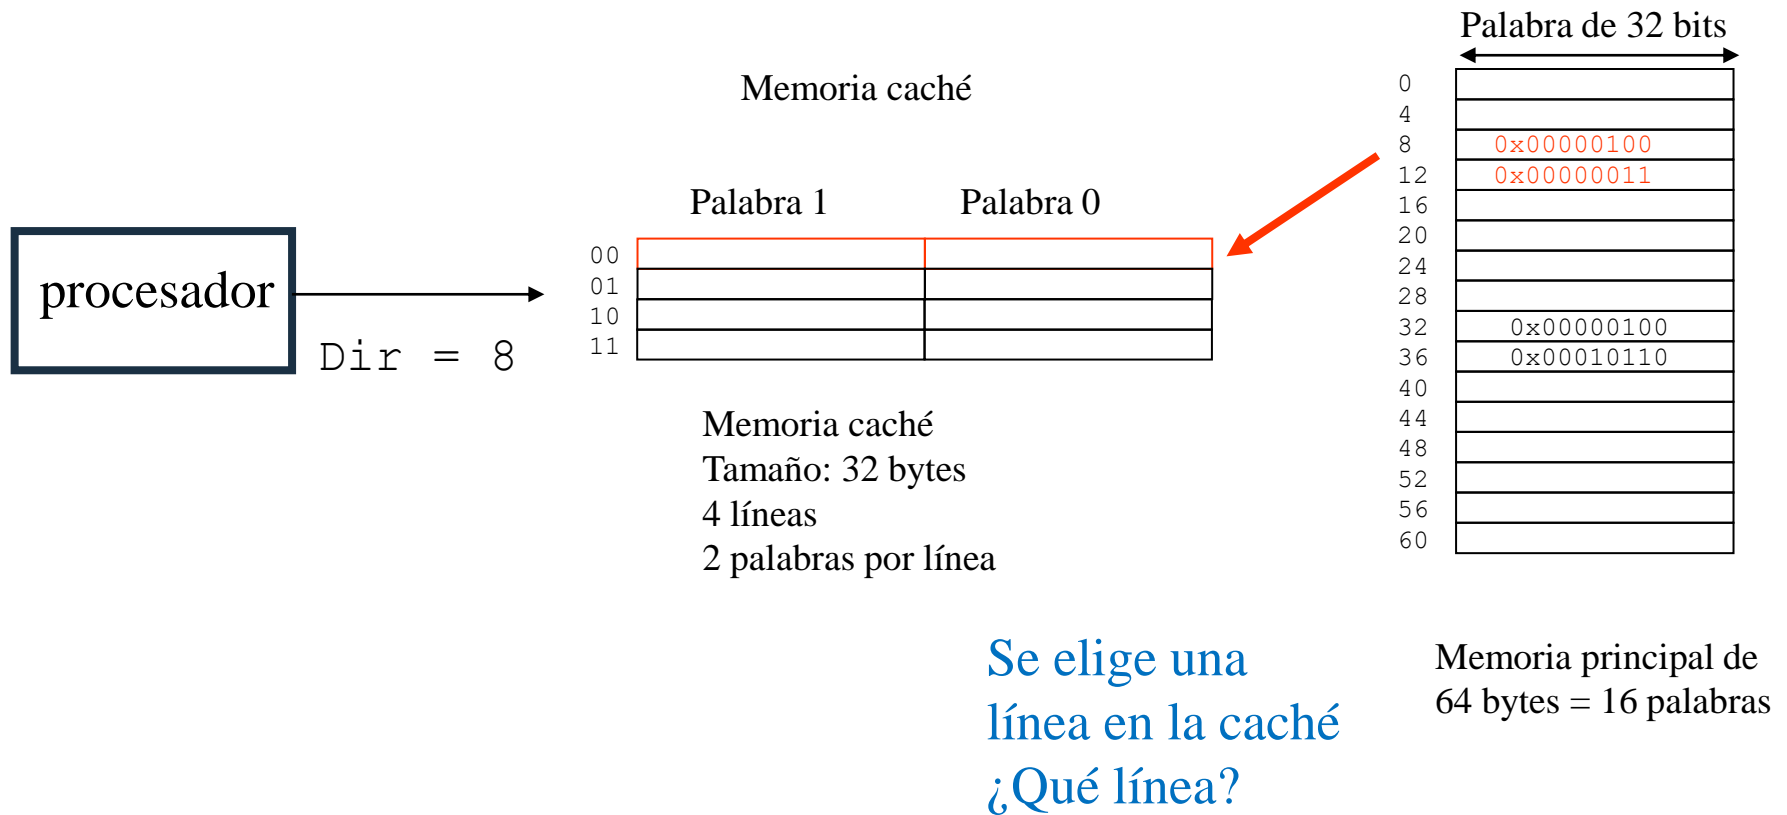 Palabra de 32 bits
Memoria caché
Palabra 1
Palabra 0
00
01
10
11
procesador
Dir = 8
0
4
8 0x00000100
12 0x00000011
16
20
24
28
32 0x00000100
36 0x00010110
40
44
48
52
56
60
Memoria caché
Tamaño: 32 bytes
4 líneas
2 palabras por línea
Se elige una
línea en la caché
¿Qué línea?
Memoria principal de
64 bytes = 16 palabras